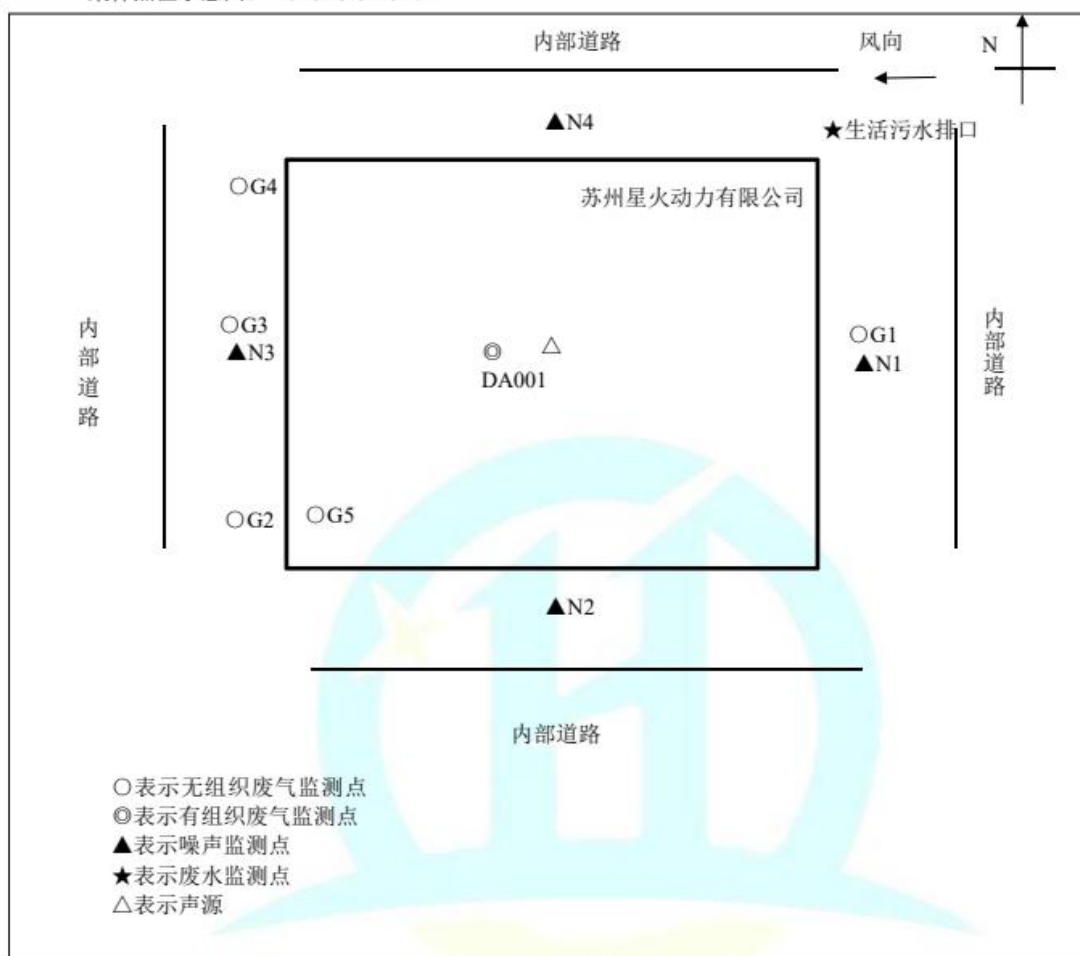 内部道路
风向
N
▲N4
★生活污水排口
○G4
苏州星火动力有限公司
内部道路
○G3
▲N3
◎
△
DA001
○G1
▲N1
内部道路
○G2
○G5
▲N2
内部道路
○表示无组织废气监测点
◎表示有组织废气监测点
▲表示噪声监测点
★表示废水监测点
△表示声源